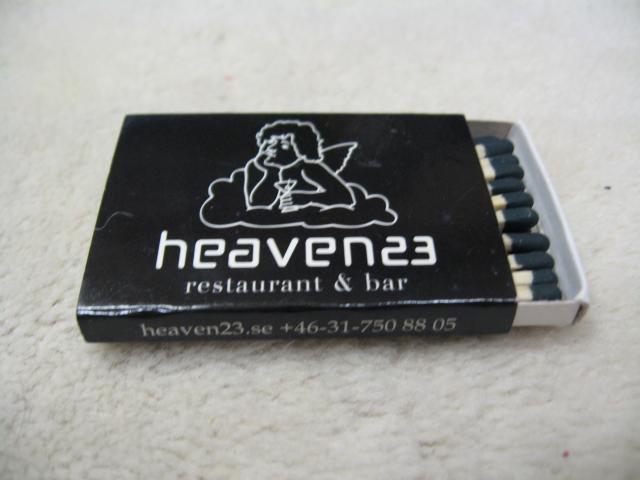 heaven23
restaurant & bar
heaven23.se +46-31-750 88 05